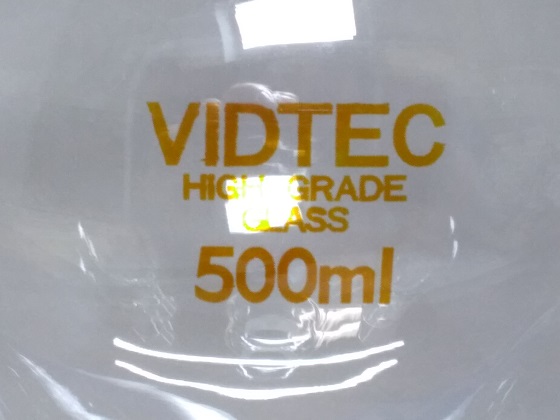 VIDTEC
HIGH GRADE
GLASS
500ml